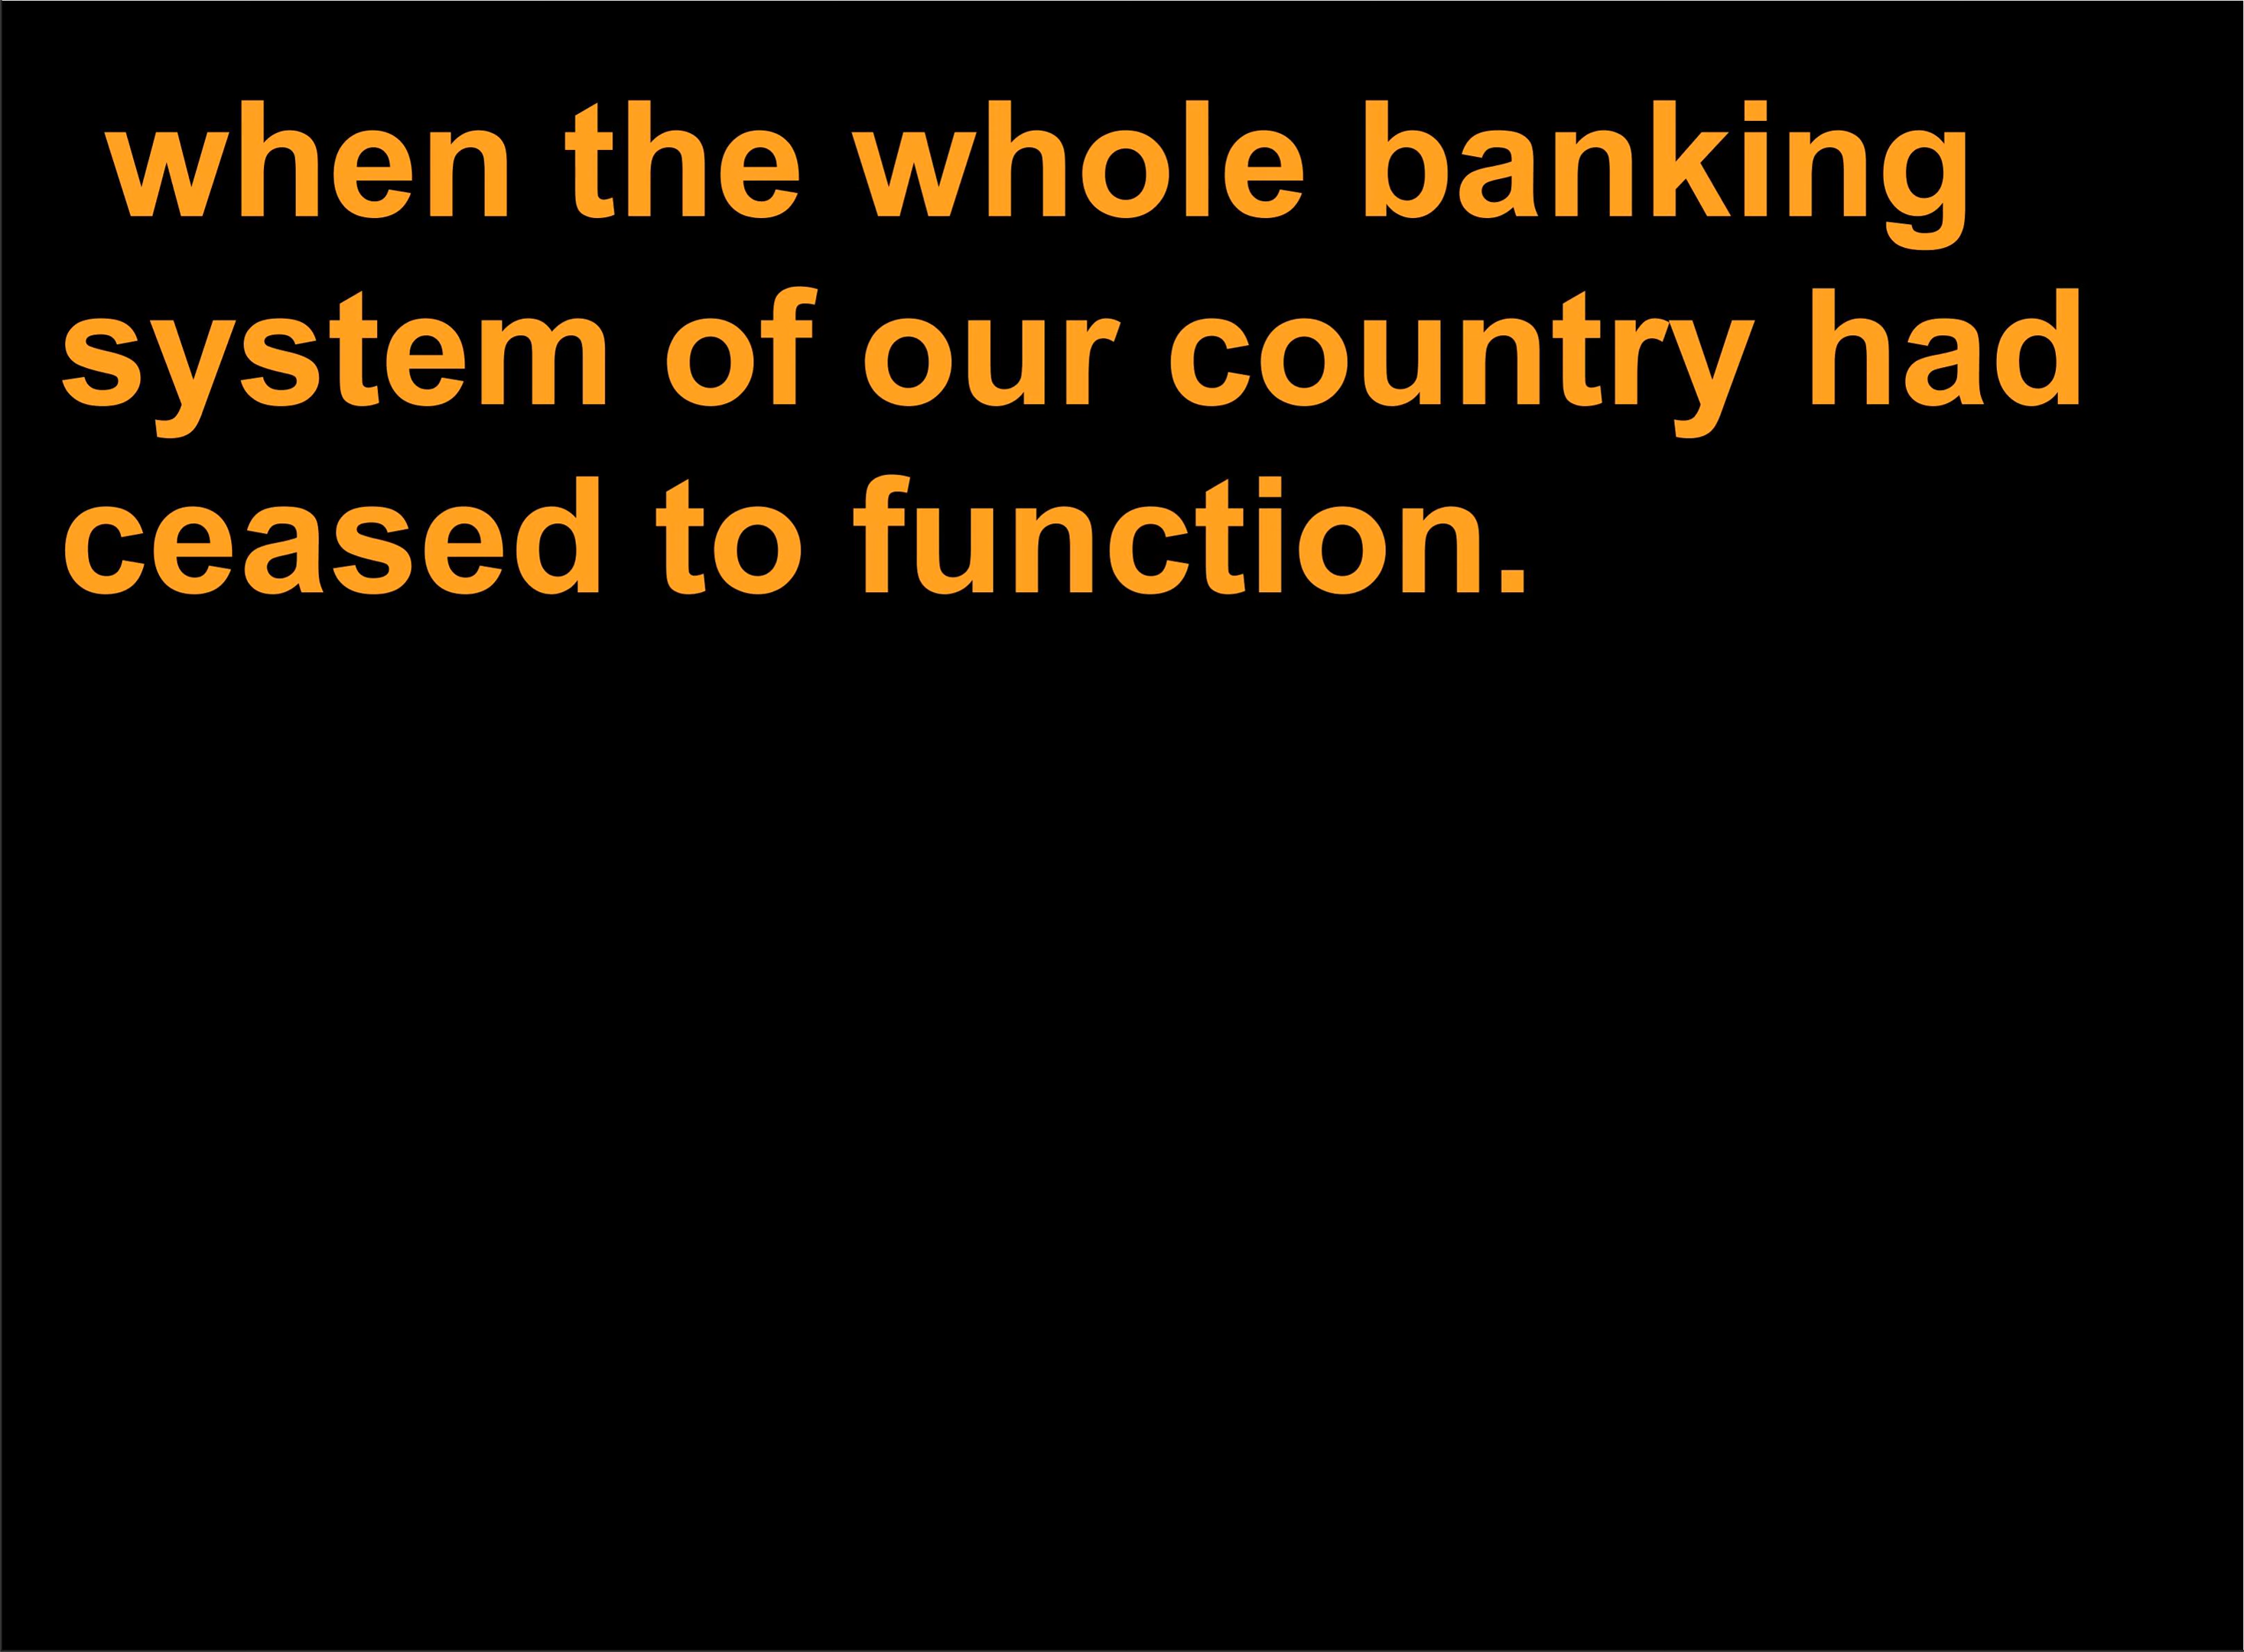 when the whole banking
system of our country had
ceased to function.